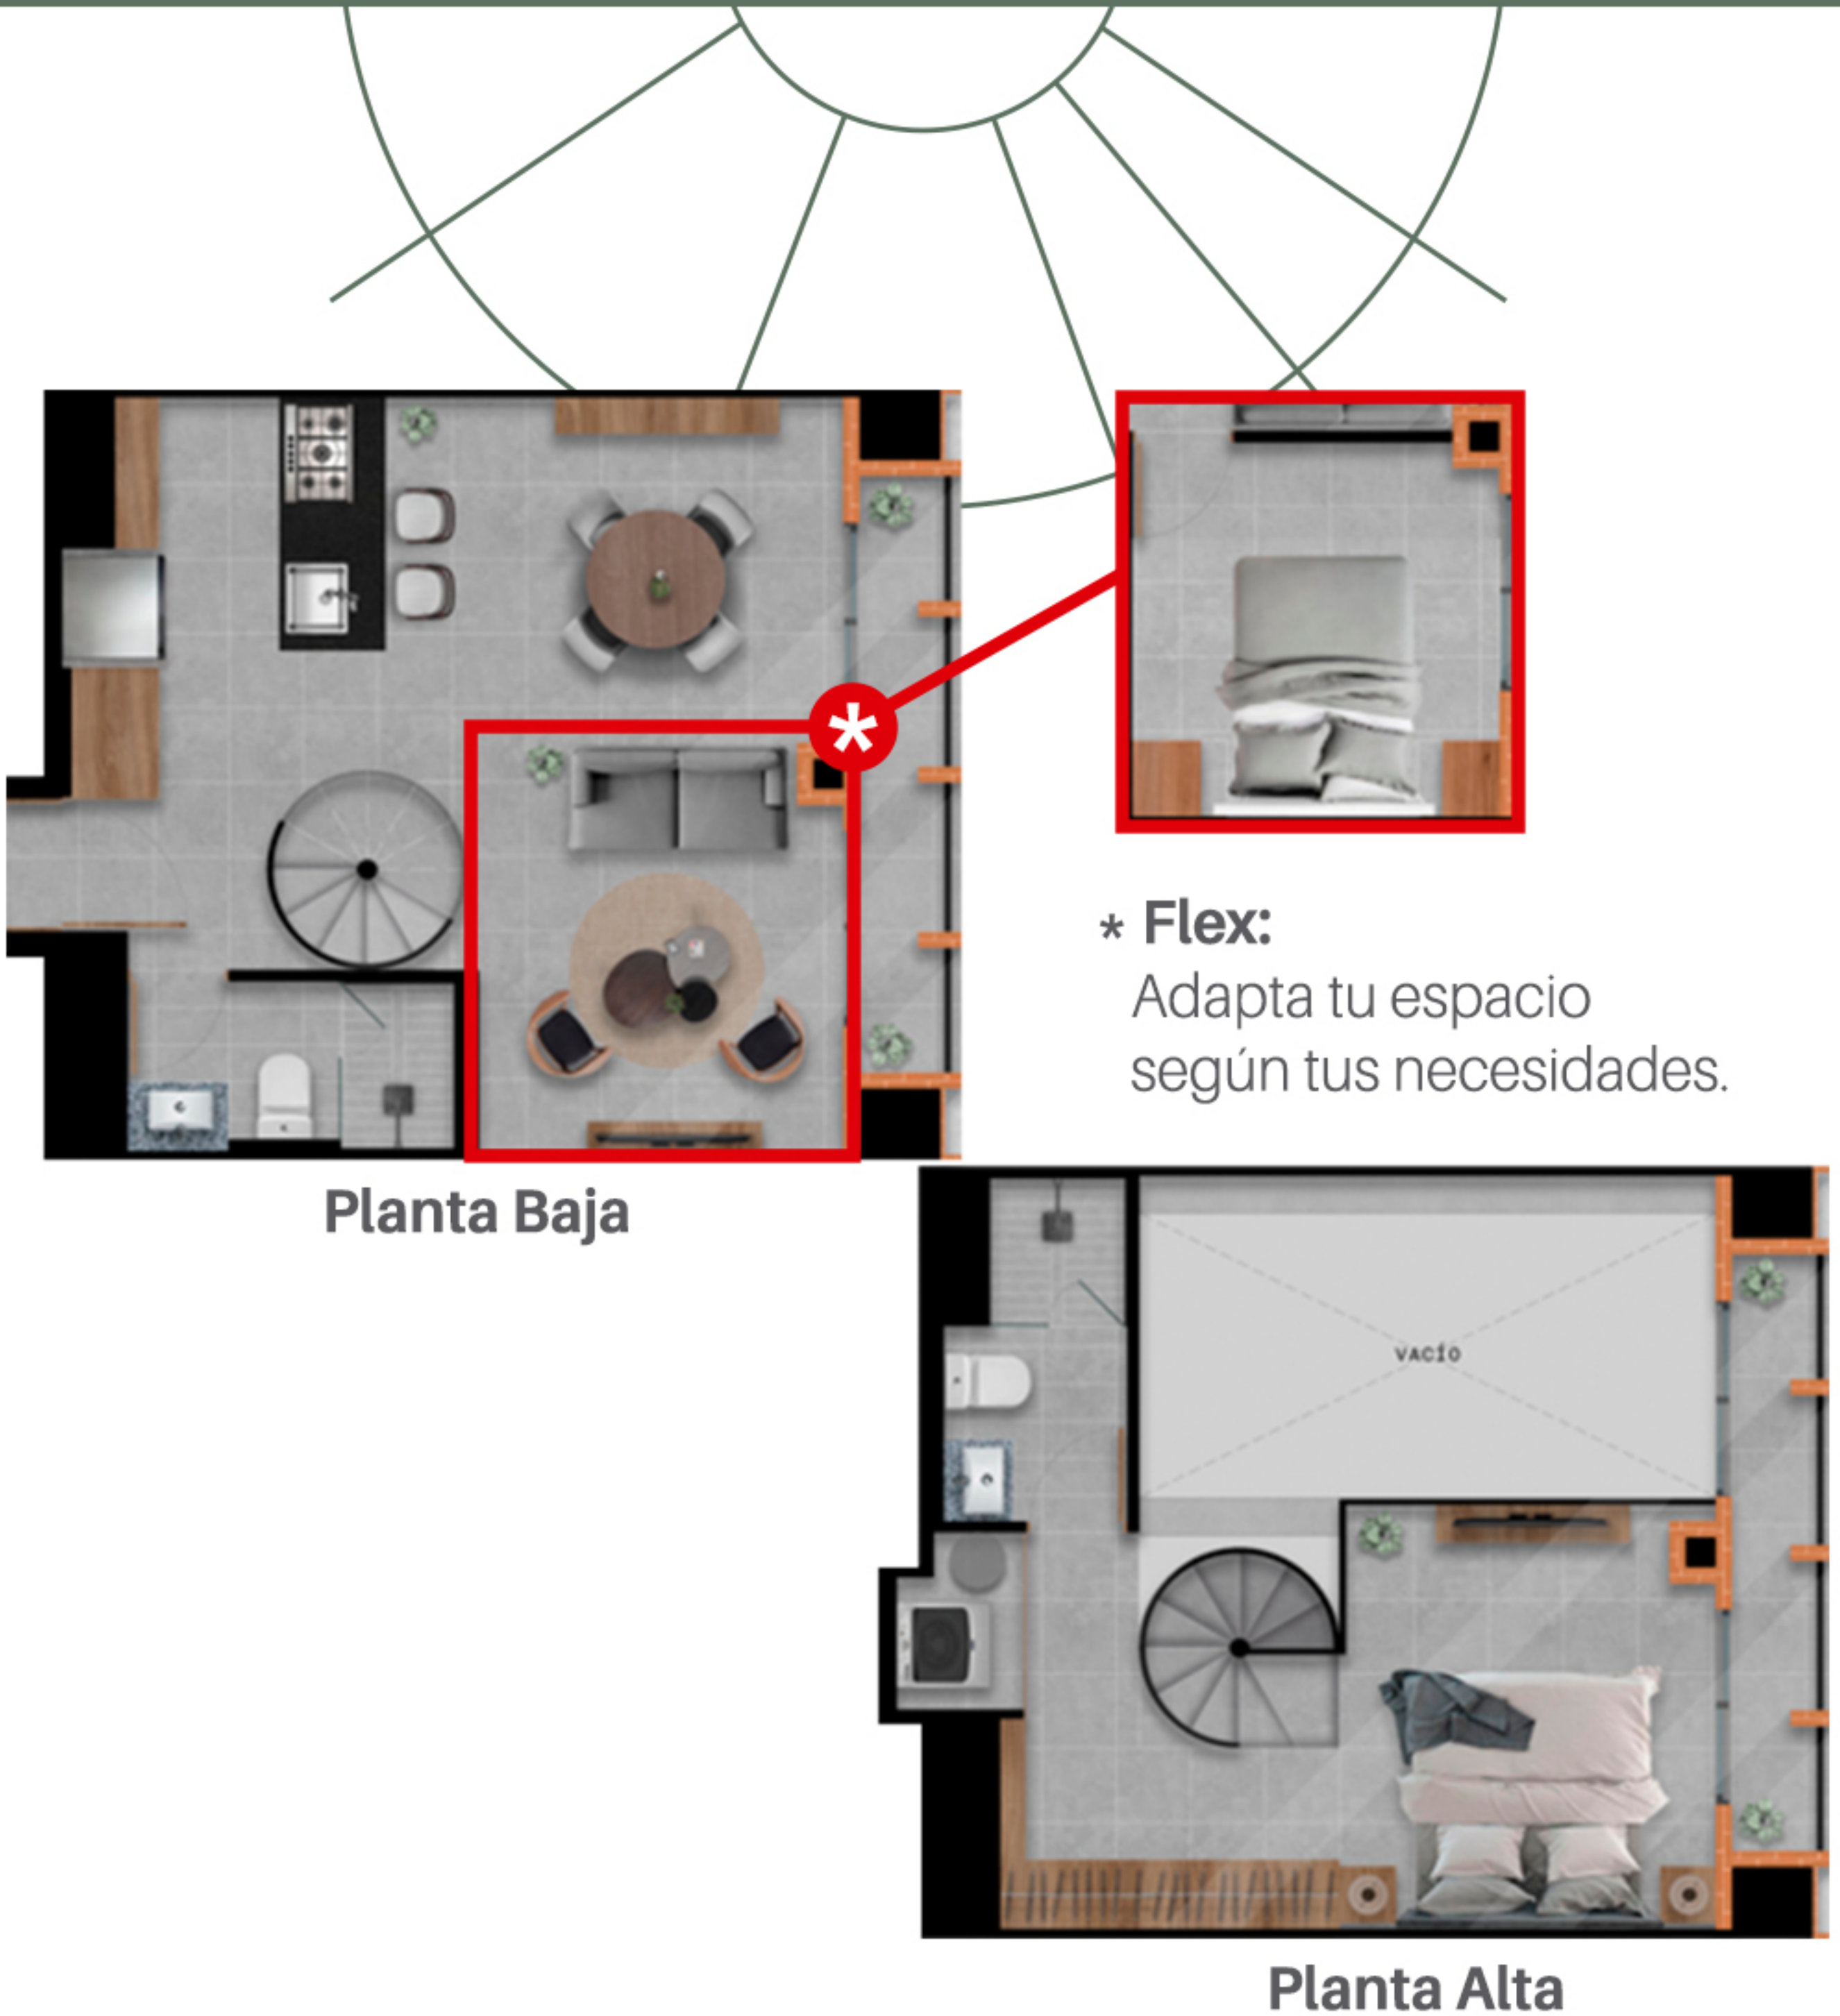 *
* Flex:
Adapta tu espacio
según tus necesidades.
Planta Baja
VACÍO
Planta Alta